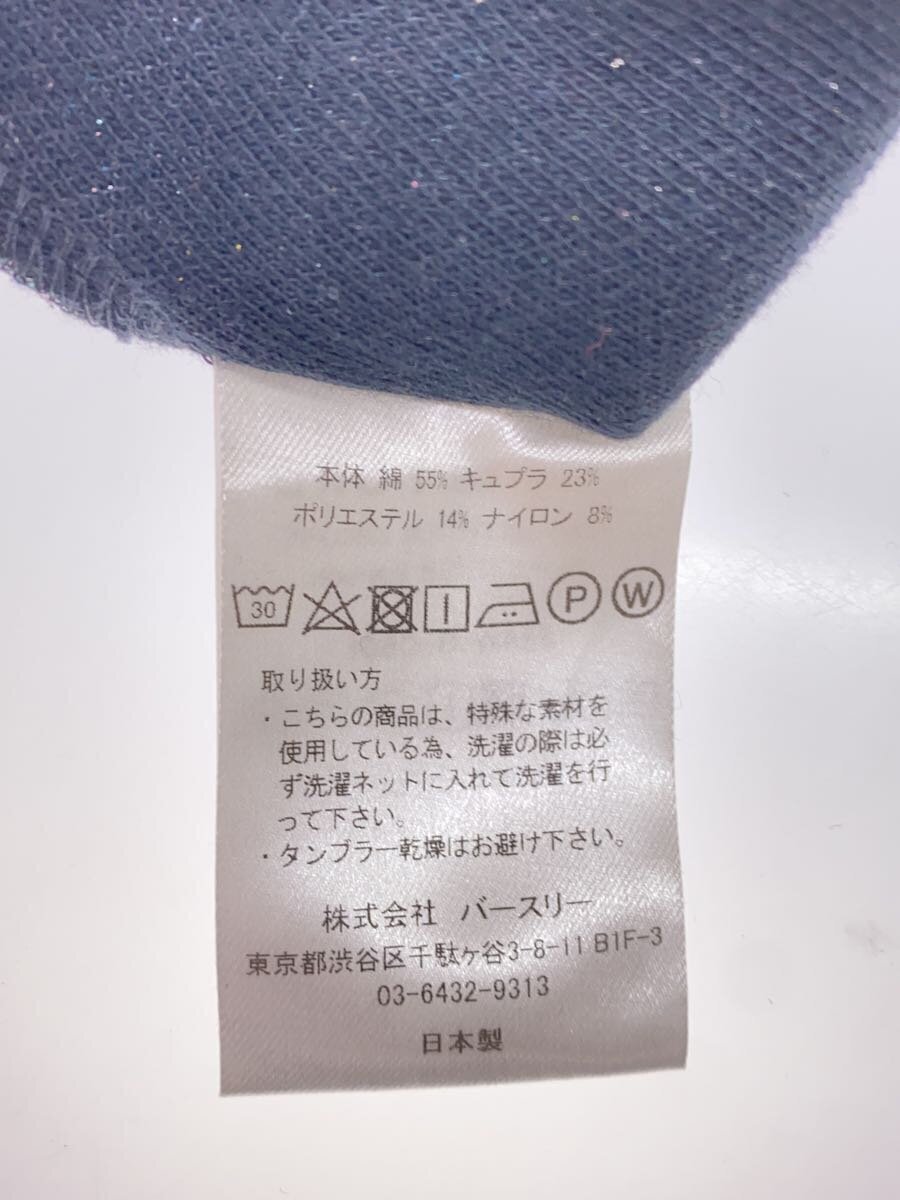 本体 綿 55% キュプラ 23%
ポリエステル 14% ナイロン 8%
30 P W
取り扱い方
・こちらの商品は、特殊な素材を
使用している為、洗濯の際は必
ず洗濯ネットに入れて洗濯を行
って下さい。
・タンブラー乾燥はお避け下さい。
株式会社 バースリー
東京都渋谷区千駄ヶ谷3-8-11 B1F-3
03-6432-9313
日本製